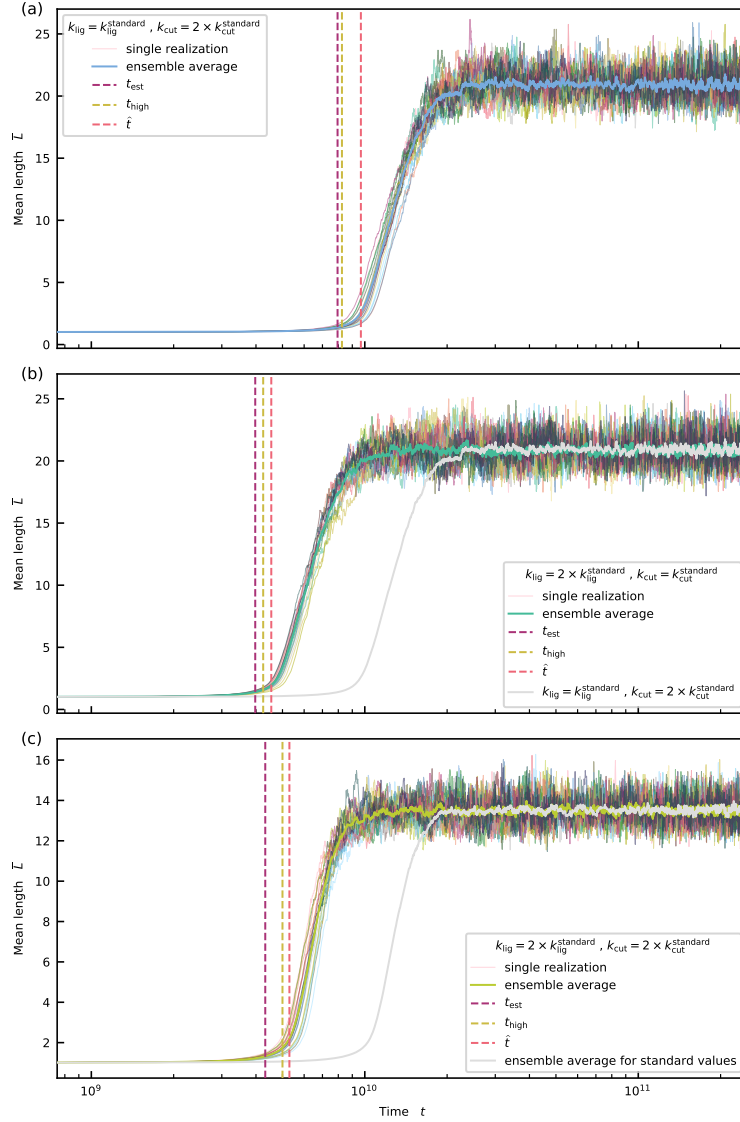 (a)
k_lig = k_lig^standard , k_cut = 2 × k_cut^standard
single realization
ensemble average
t_est
t_high
t̂
Mean length L̅
25
20
15
10
5
0
(b)
Mean length L̅
25
20
15
10
5
0
k_lig = 2 × k_lig^standard , k_cut = k_cut^standard
single realization
ensemble average
t_est
t_high
t̂
k_lig = k_lig^standard , k_cut = 2 × k_cut^standard
(c)
Mean length L̅
16
14
12
10
8
6
4
2
k_lig = 2 × k_lig^standard , k_cut = 2 × k_cut^standard
single realization
ensemble average
t_est
t_high
t̂
ensemble average for standard values
10^9 10^10 10^11
Time t